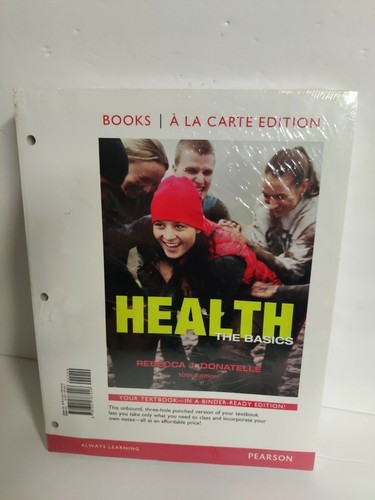 BOOKS | À LA CARTE EDITION
HEALTH
THE BASICS
REBECCA J. DONATELLE
YOUR TEXTBOOK—IN A BINDER-READY EDITION!
This unbound, three-hole punched version of your textbook
lets you take only what you need to class and incorporate your
own notes—all at an affordable price!
ALWAYS LEARNING
PEARSON